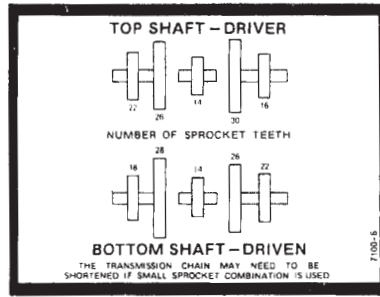 TOP SHAFT – DRIVER
22 26 14 30 16
NUMBER OF SPROCKET TEETH
18 28 14 26 22
BOTTOM SHAFT – DRIVEN
THE TRANSMISSION CHAIN MAY NEED TO BE
SHORTENED IF SMALL SPROCKET COMBINATION IS USED
7100-6